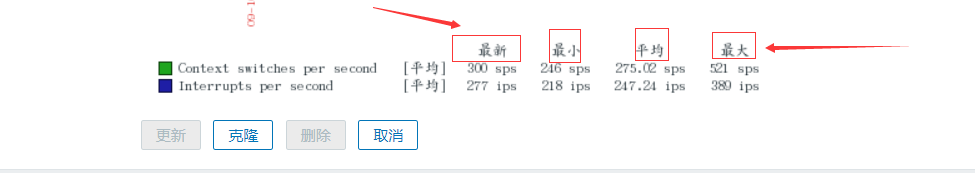 最新 最小 平均 最大
Context switches per second [平均] 300 sps 246 sps 275.02 sps 521 sps
Interrupts per second [平均] 277 ips 218 ips 247.24 ips 389 ips
更新 克隆 删除 取消